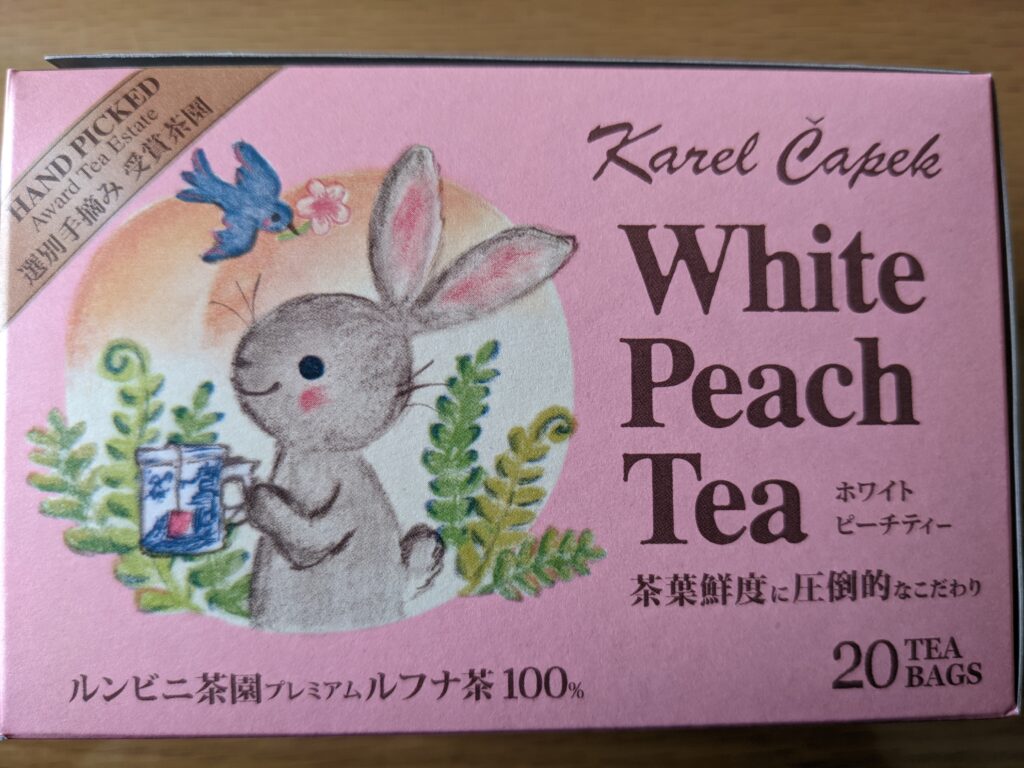 HAND PICKED
Award Tea Estate
選別手摘み 受賞茶園
Karel Čapek
White
Peach
Tea
ホワイト
ピーチティー
茶葉鮮度に圧倒的なこだわり
20 TEA
BAGS
ルンビニ茶園プレミアムルフナ茶100%